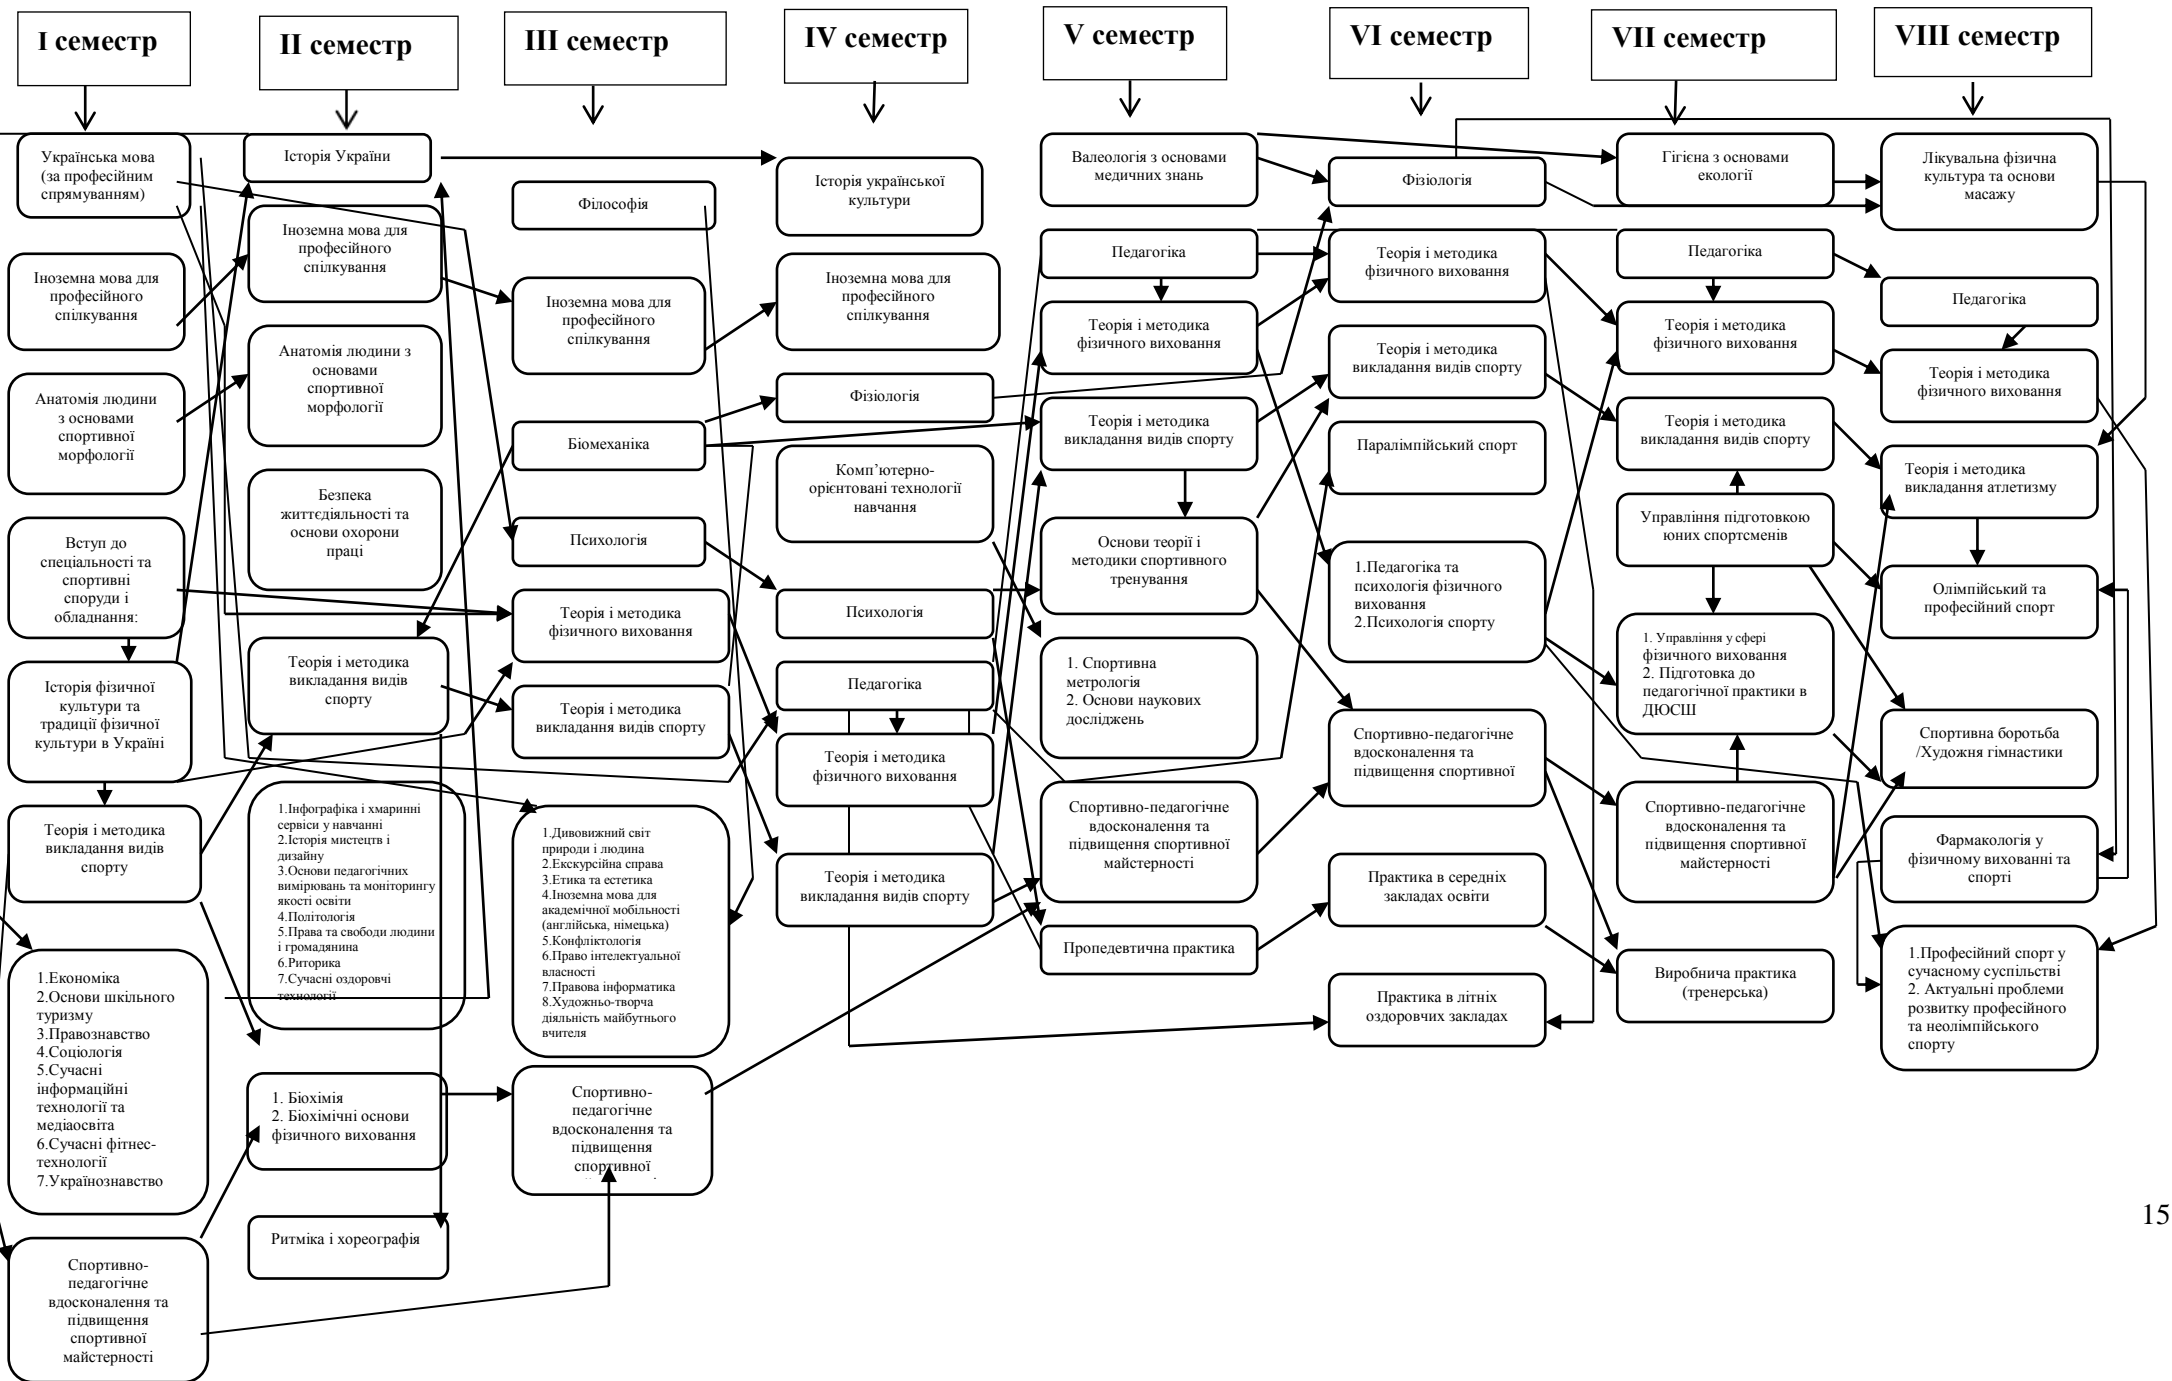 I семестр
II семестр
III семестр
IV семестр
V семестр
VI семестр
VII семестр
VIII семестр
Українська мова
(за професійним
спрямуванням)
Іноземна мова для
професійного
спілкування
Анатомія людини
з основами
спортивної
морфології
Вступ до
спеціальності та
спортивні
споруди і
обладнання:
Історія фізичної
культури та
традиції фізичної
культури в Україні
Теорія і методика
викладання видів
спорту
1.Економіка
2.Основи шкільного
туризму
3.Правознавство
4.Соціологія
5.Сучасні
інформаційні
технології та
медіаосвіта
6.Сучасні фітнес-
технології
7.Українознавство
Спортивно-
педагогічне
вдосконалення та
підвищення
спортивної
майстерності
Історія України
Іноземна мова для
професійного
спілкування
Анатомія людини з
основами
спортивної
морфології
Безпека
життєдіяльності та
основи охорони
праці
Теорія і методика
викладання видів
спорту
1.Інфографіка і хмаринні
сервіси у навчанні
2.Історія мистецтв і
дизайну
3.Основи педагогічних
вимірювань та моніторингу
якості освіти
4.Політологія
5.Права та свободи людини
і громадянина
6.Риторика
7.Сучасні оздоровчі
технології
1. Біохімія
2. Біохімічні основи
фізичного виховання
Ритміка і хореографія
Філософія
Іноземна мова для
професійного
спілкування
Біомеханіка
Психологія
Теорія і методика
фізичного виховання
Теорія і методика
викладання видів спорту
1.Дивовижний світ
природи і людина
2.Екскурсійна справа
3.Етика та естетика
4.Іноземна мова для
академічної мобільності
(англійська, німецька)
5.Конфліктологія
6.Право інтелектуальної
власності
7.Правова інформатика
8.Художньо-творча
діяльність майбутнього
вчителя
Спортивно-
педагогічне
вдосконалення та
підвищення
спортивної
Історія української
культури
Іноземна мова для
професійного
спілкування
Фізіологія
Комп’ютерно-
орієнтовані технології
навчання
Психологія
Педагогіка
Теорія і методика
фізичного виховання
Теорія і методика
викладання видів спорту
Валеологія з основами
медичних знань
Педагогіка
Теорія і методика
фізичного виховання
Теорія і методика
викладання видів спорту
Основи теорії і
методики спортивного
тренування
1. Спортивна
метрологія
2. Основи наукових
досліджень
Спортивно-педагогічне
вдосконалення та
підвищення спортивної
майстерності
Пропедевтична практика
Фізіологія
Теорія і методика
фізичного виховання
Теорія і методика
викладання видів спорту
Паралімпійський спорт
1.Педагогіка та
психологія фізичного
виховання
2.Психологія спорту
Спортивно-педагогічне
вдосконалення та
підвищення спортивної
Практика в середніх
закладах освіти
Практика в літніх
оздоровчих закладах
Гігієна з основами
екології
Педагогіка
Теорія і методика
фізичного виховання
Теорія і методика
викладання видів спорту
Управління підготовкою
юних спортсменів
1. Управління у сфері
фізичного виховання
2. Підготовка до
педагогічної практики в
ДЮСШ
Спортивно-педагогічне
вдосконалення та
підвищення спортивної
майстерності
Виробнича практика
(тренерська)
Лікувальна фізична
культура та основи
масажу
Педагогіка
Теорія і методика
фізичного виховання
Теорія і методика
викладання атлетизму
Олімпійський та
професійний спорт
Спортивна боротьба
/Художня гімнастики
Фармакологія у
фізичному вихованні та
спорті
1.Професійний спорт у
сучасному суспільстві
2. Актуальні проблеми
розвитку професійного
та неолімпійського
спорту
15